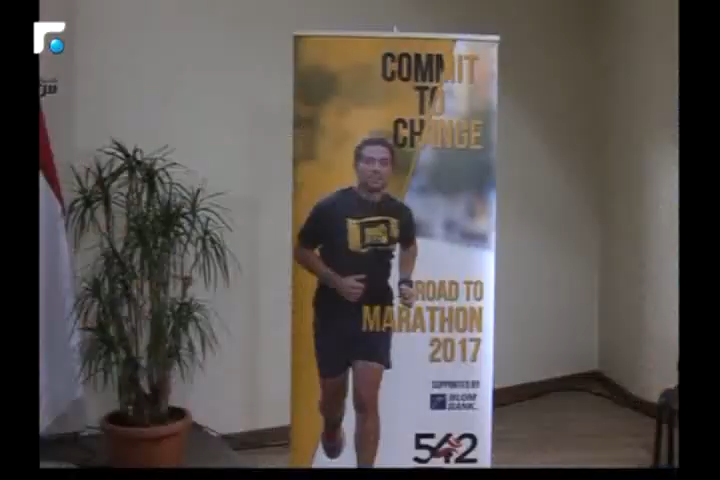 COMMIT
TO
CHANGE
ROAD TO
MARATHON
2017
SUPPORTED BY
BLOM
BANK
542